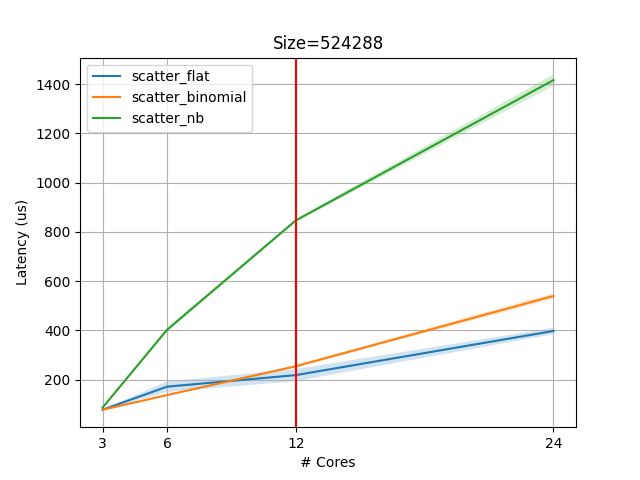 Size=524288
scatter_flat
scatter_binomial
scatter_nb
Latency (us)
1400
1200
1000
800
600
400
200
3 6 12 24
# Cores